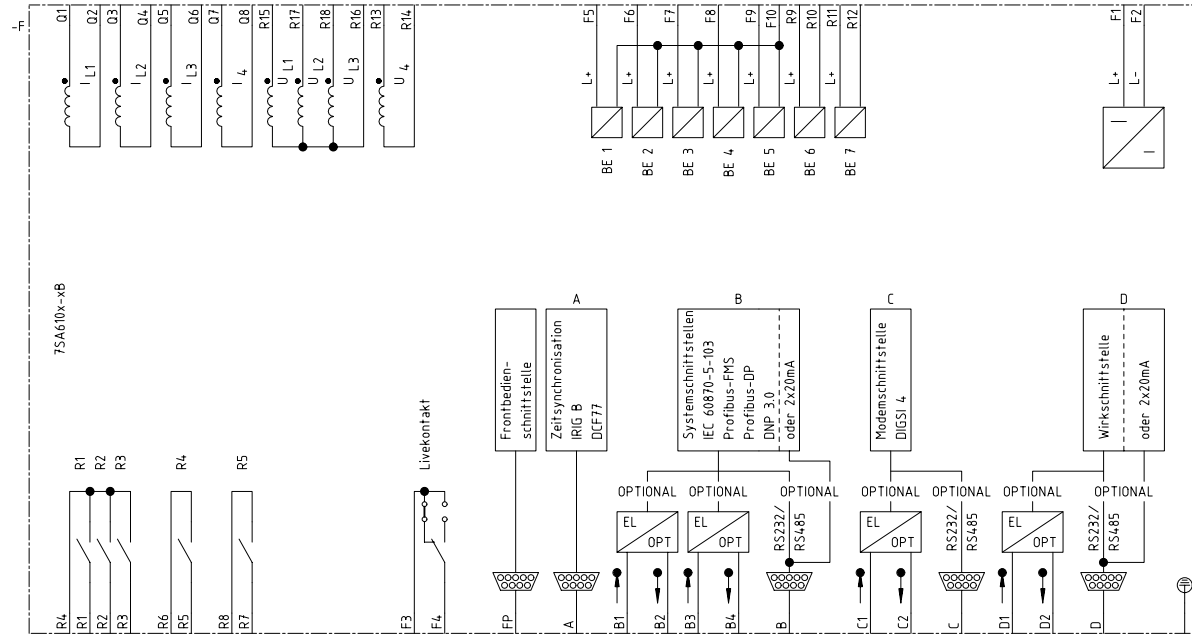 -F
Q1
Q2
Q3
Q4
Q5
Q6
Q7
Q8
R15
R17
R18
R16
R13
R14
F5
F6
F7
F8
F9
F10
R9
R10
R11
R12
F1
F2
I L1
I L2
I L3
I 4
U L1
U L2
U L3
U 4
L+
L+
L+
L+
L+
L+
L+
L+
L-
BE 1
BE 2
BE 3
BE 4
BE 5
BE 6
BE 7
7SA610x-xB
A
B
C
D
Frontbedien-
schnittstelle
Zeitsynchronisation
IRIG B
DCF77
Systemschnittstellen
IEC 60870-5-103
Profibus-FMS
Profibus-DP
DNP 3.0
oder 2x20mA
Modemschnittstelle
DIGSI 4
Wirkschnittstelle
oder 2x20mA
R1
R2
R3
R4
R5
Livekontakt
OPTIONAL
OPTIONAL
OPTIONAL
OPTIONAL
OPTIONAL
OPTIONAL
OPTIONAL
EL
OPT
EL
OPT
RS232/
RS485
EL
OPT
RS232/
RS485
EL
OPT
RS232/
RS485
R4
R1
R2
R3
R6
R5
R8
R7
F3
F4
FP
A
B1
B2
B3
B4
B
C1
C2
C
D1
D2
D